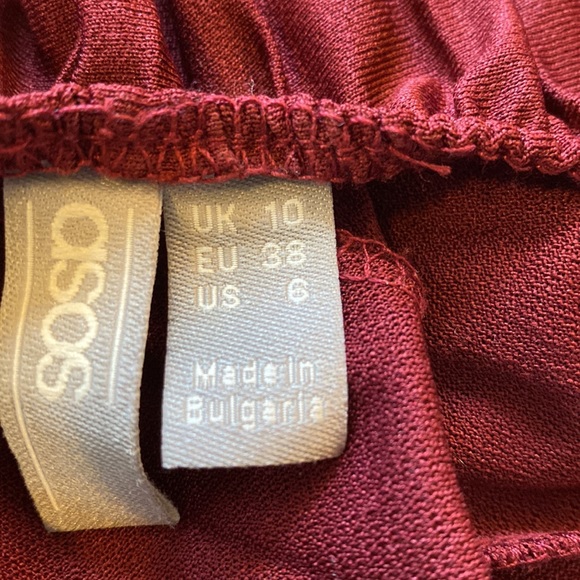 asos
UK 10
EU 38
US 6
Made in
Bulgaria